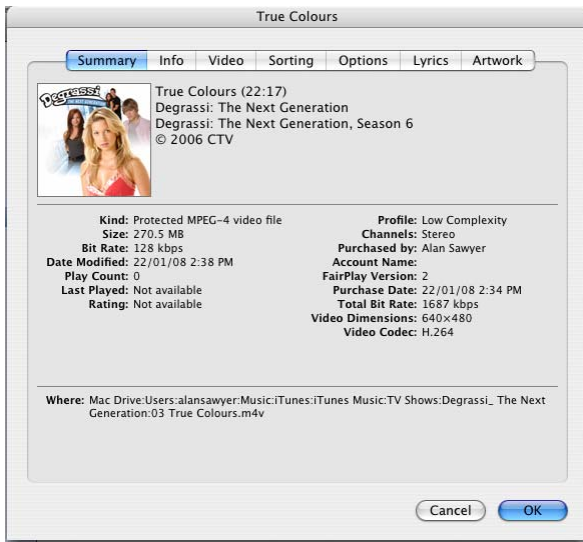 True Colours
Summary Info Video Sorting Options Lyrics Artwork
Degrassi
THE NEXT GENERATION
True Colours (22:17)
Degrassi: The Next Generation
Degrassi: The Next Generation, Season 6
© 2006 CTV
Kind: Protected MPEG-4 video file
Size: 270.5 MB
Bit Rate: 128 kbps
Date Modified: 22/01/08 2:38 PM
Play Count: 0
Last Played: Not available
Rating: Not available
Profile: Low Complexity
Channels: Stereo
Purchased by: Alan Sawyer
Account Name:
FairPlay Version: 2
Purchase Date: 22/01/08 2:34 PM
Total Bit Rate: 1687 kbps
Video Dimensions: 640×480
Video Codec: H.264
Where: Mac Drive:Users:alansawyer:Music:iTunes:iTunes Music:TV Shows:Degrassi_ The Next
Generation:03 True Colours.m4v
Cancel OK